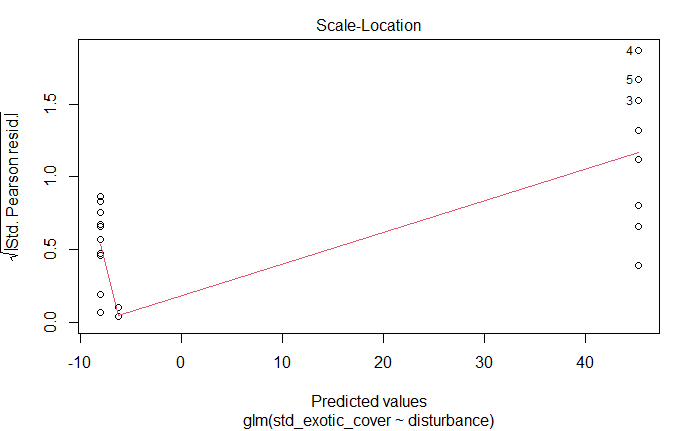 Scale-Location
√|Std. Pearson resid.|
0.0 0.5 1.0 1.5
4
5
3
-10 0 10 20 30 40
Predicted values
glm(std_exotic_cover ~ disturbance)